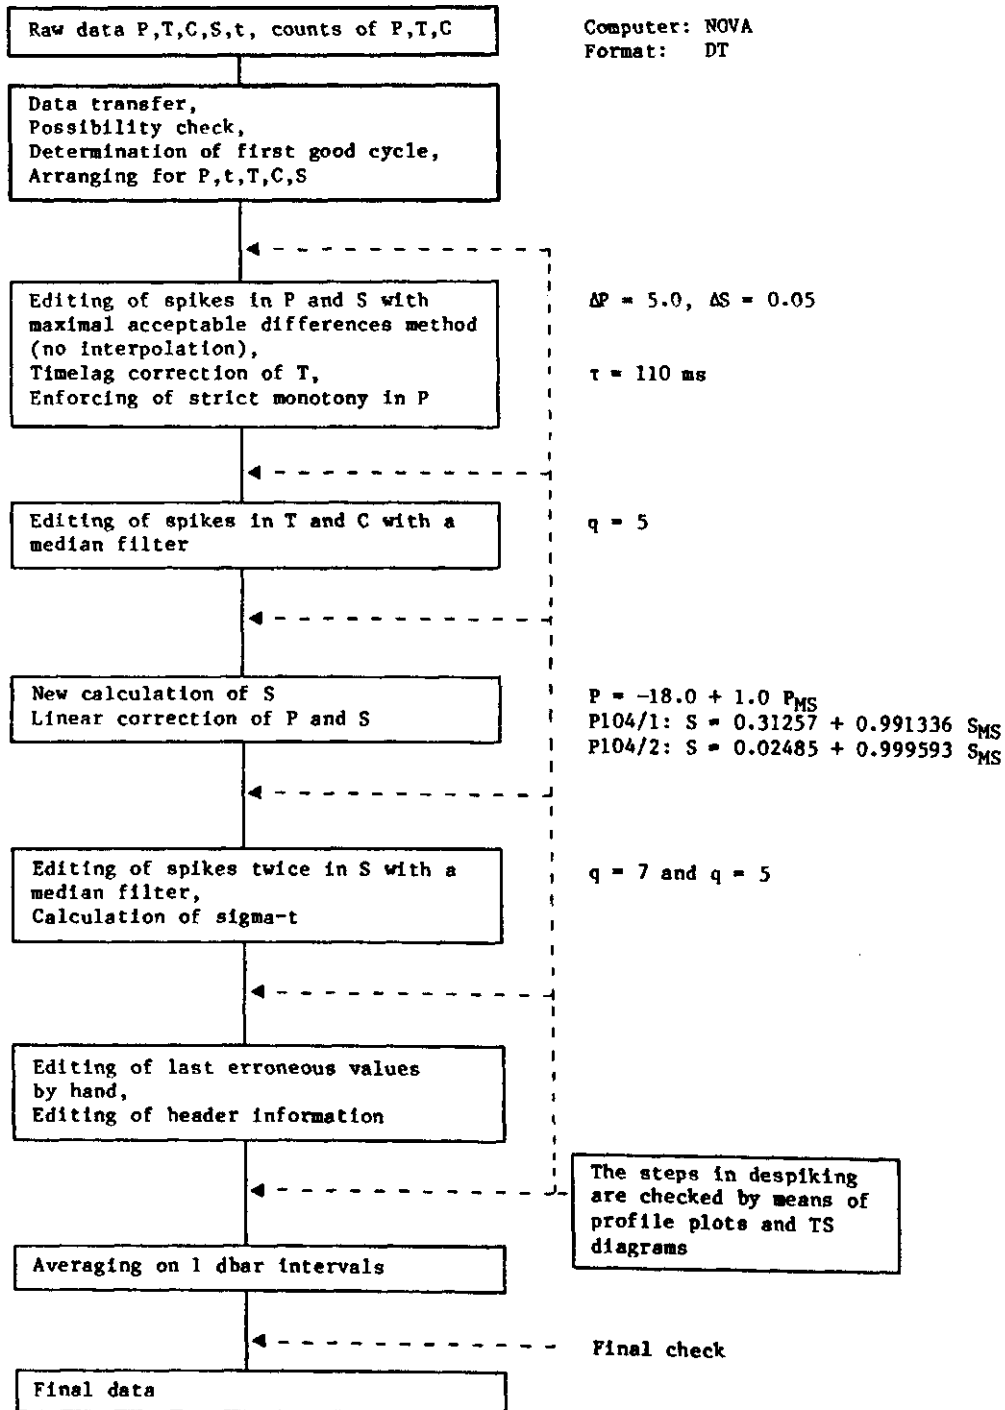 Raw data P,T,C,S,t, counts of P,T,C
Computer: NOVA
Format: DT
Data transfer,
Possibility check,
Determination of first good cycle,
Arranging for P,t,T,C,S
Editing of spikes in P and S with
maximal acceptable differences method
(no interpolation),
Timelag correction of T,
Enforcing of strict monotony in P
ΔP = 5.0, ΔS = 0.05
τ = 110 ms
Editing of spikes in T and C with a
median filter
q = 5
New calculation of S
Linear correction of P and S
P = -18.0 + 1.0 P_MS
P104/1: S = 0.31257 + 0.991336 S_MS
P104/2: S = 0.02485 + 0.999593 S_MS
Editing of spikes twice in S with a
median filter,
Calculation of sigma-t
q = 7 and q = 5
Editing of last erroneous values
by hand,
Editing of header information
The steps in despiking
are checked by means of
profile plots and TS
diagrams
Averaging on 1 dbar intervals
Final check
Final data